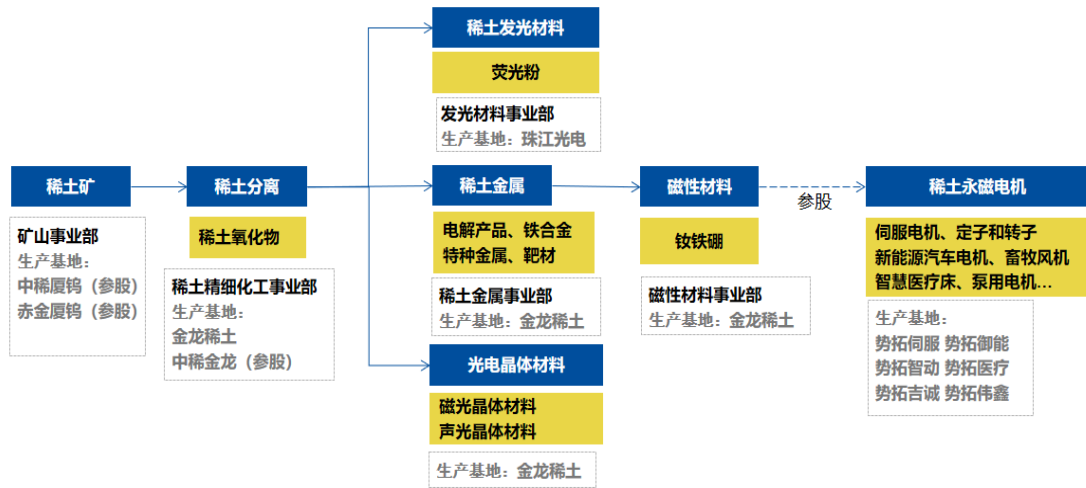 稀土矿
矿山事业部
生产基地：
中稀厦钨（参股）
赤金厦钨（参股）
稀土分离
稀土氧化物
稀土精细化工事业部
生产基地：
金龙稀土
中稀金龙（参股）
稀土发光材料
荧光粉
发光材料事业部
生产基地：珠江光电
稀土金属
电解产品、铁合金
特种金属、靶材
稀土金属事业部
生产基地：金龙稀土
光电晶体材料
磁光晶体材料
声光晶体材料
生产基地：金龙稀土
磁性材料
钕铁硼
磁性材料事业部
生产基地：金龙稀土
参股
稀土永磁电机
伺服电机、定子和转子
新能源汽车电机、畜牧风机
智慧医疗床、泵用电机...
生产基地：
势拓伺服 势拓御能
势拓智动 势拓医疗
势拓吉诚 势拓伟鑫